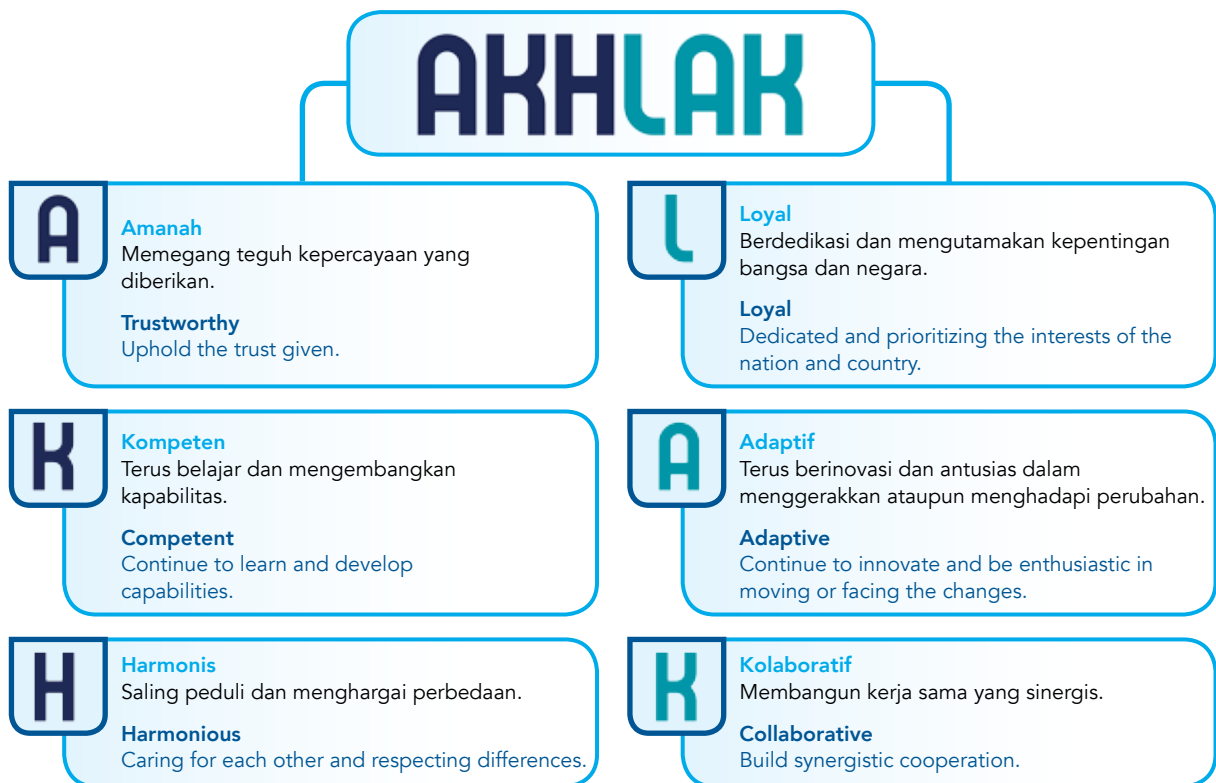 AKHLAK
A
Amanah
Memegang teguh kepercayaan yang
diberikan.
Trustworthy
Uphold the trust given.
K
Kompeten
Terus belajar dan mengembangkan
kapabilitas.
Competent
Continue to learn and develop
capabilities.
H
Harmonis
Saling peduli dan menghargai perbedaan.
Harmonious
Caring for each other and respecting differences.
L
Loyal
Berdedikasi dan mengutamakan kepentingan
bangsa dan negara.
Loyal
Dedicated and prioritizing the interests of the
nation and country.
A
Adaptif
Terus berinovasi dan antusias dalam
menggerakkan ataupun menghadapi perubahan.
Adaptive
Continue to innovate and be enthusiastic in
moving or facing the changes.
K
Kolaboratif
Membangun kerja sama yang sinergis.
Collaborative
Build synergistic cooperation.